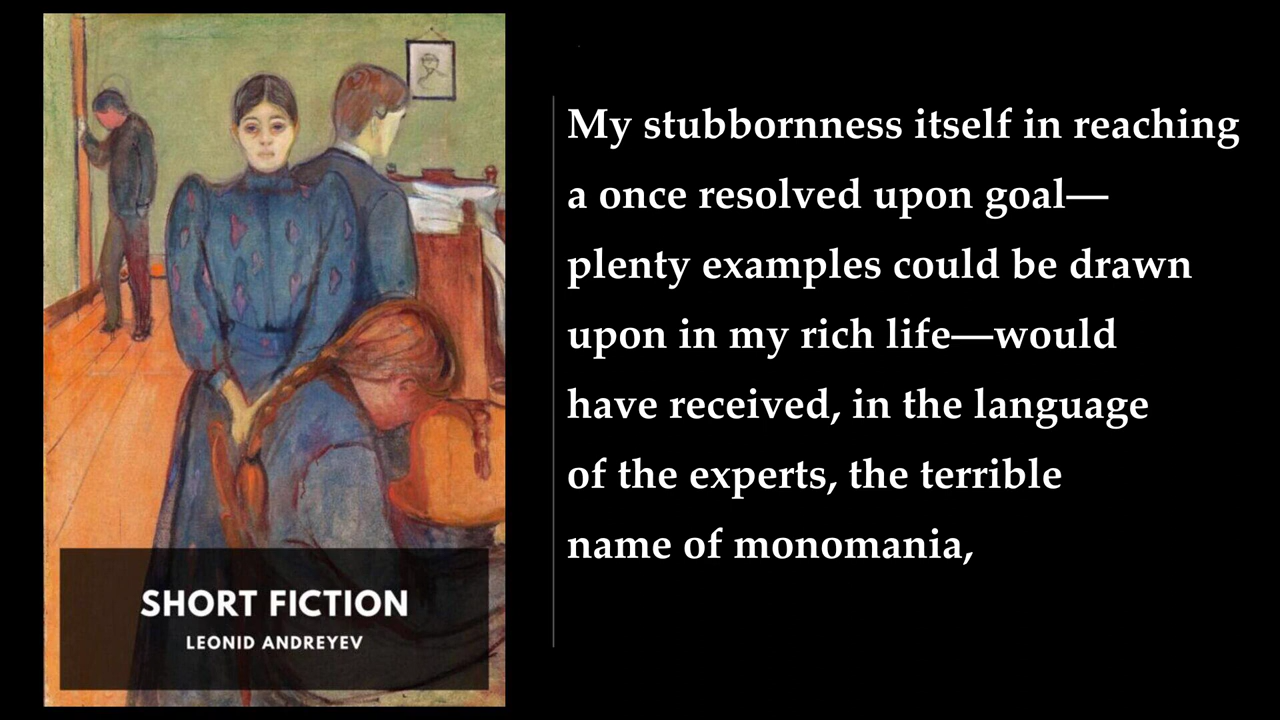 SHORT FICTION
LEONID ANDREYEV
My stubbornness itself in reaching
a once resolved upon goal—
plenty examples could be drawn
upon in my rich life—would
have received, in the language
of the experts, the terrible
name of monomania,